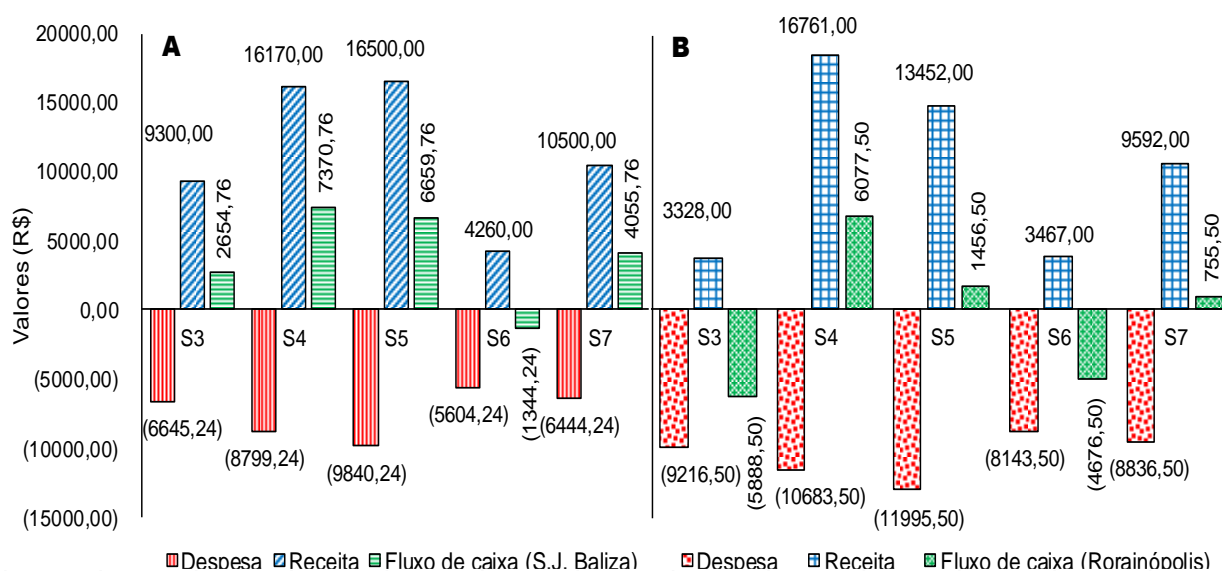 Valores (R$)
20000,00
15000,00
10000,00
5000,00
0,00
(5000,00)
(10000,00)
(15000,00)
A
9300,00
2654,76
(6645,24)
S3
16170,00
7370,76
(8799,24)
S4
16500,00
6659,76
(9840,24)
S5
4260,00
(1344,24)
(5604,24)
S6
10500,00
4055,76
(6444,24)
S7
B
3328,00
(5888,50)
(9216,50)
S3
16761,00
6077,50
(10683,50)
S4
13452,00
1456,50
(11995,50)
S5
3467,00
(4676,50)
(8143,50)
S6
9592,00
755,50
(8836,50)
S7
Despesa Receita Fluxo de caixa (S.J. Baliza)
Despesa Receita Fluxo de caixa (Rorainópolis)